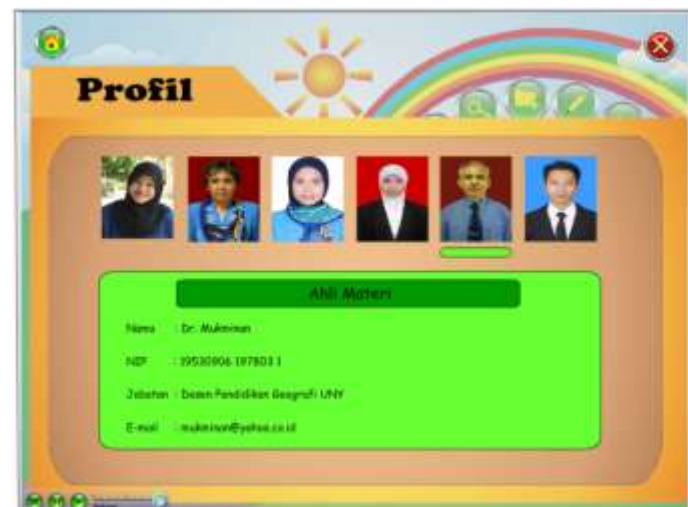 Profil
Ahli Materi
Nama : Dr. Mukminan
NIP : 19530906 197803 1
Jabatan : Dosen Pendidikan Geografi UNY
E-mail : mukminan@yahoo.co.id